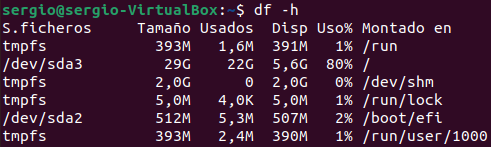 sergio@sergio-VirtualBox:~$ df -h
S.ficheros Tamaño Usados Disp Uso% Montado en
tmpfs 393M 1,6M 391M 1% /run
/dev/sda3 29G 22G 5,6G 80% /
tmpfs 2,0G 0 2,0G 0% /dev/shm
tmpfs 5,0M 4,0K 5,0M 1% /run/lock
/dev/sda2 512M 5,3M 507M 2% /boot/efi
tmpfs 393M 2,4M 390M 1% /run/user/1000